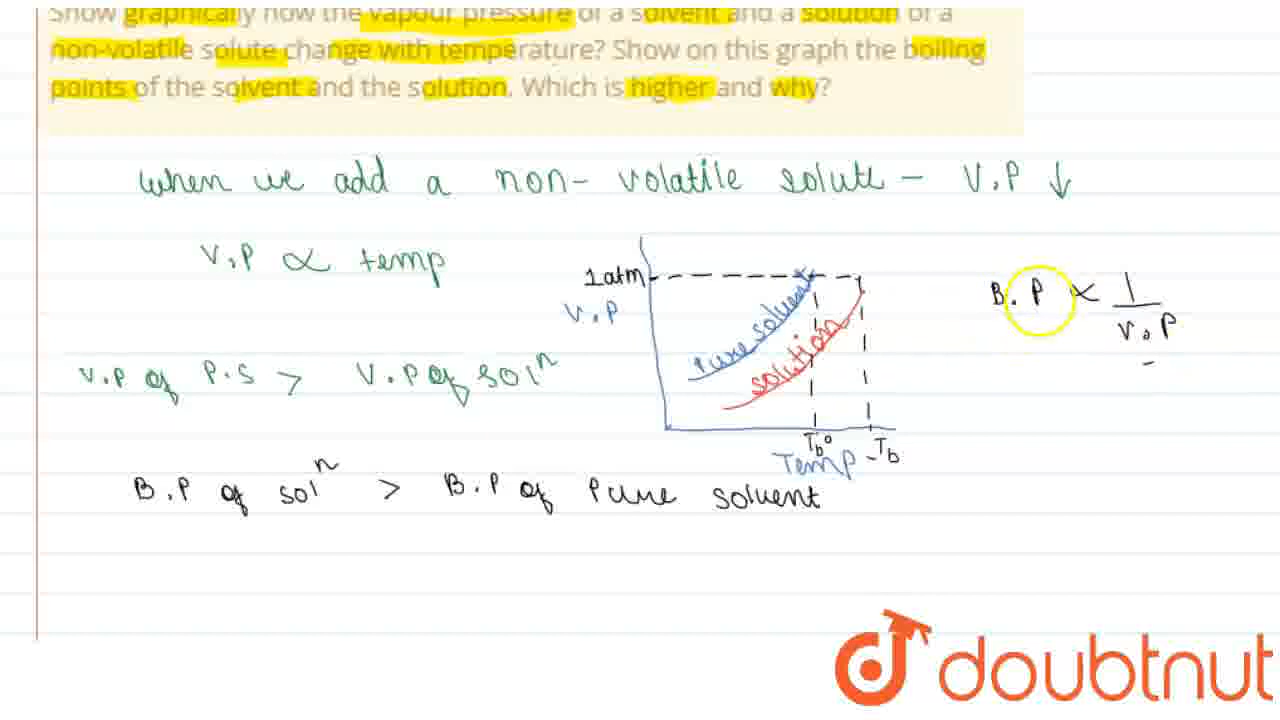 Show graphically how the vapour pressure of a solvent and a solution of a
non-volatile solute change with temperature? Show on this graph the boiling
points of the solvent and the solution. Which is higher and why?
when we add a non-volatile solute - V.P ↓
V.P ∝ temp
1atm
V.P
Pure solvent
solution
Tb° Tb
Temp
B.P ∝ 1/V.P
V.P of P.S > V.P of solⁿ
B.P of solⁿ > B.P of Pure solvent
doubtnut